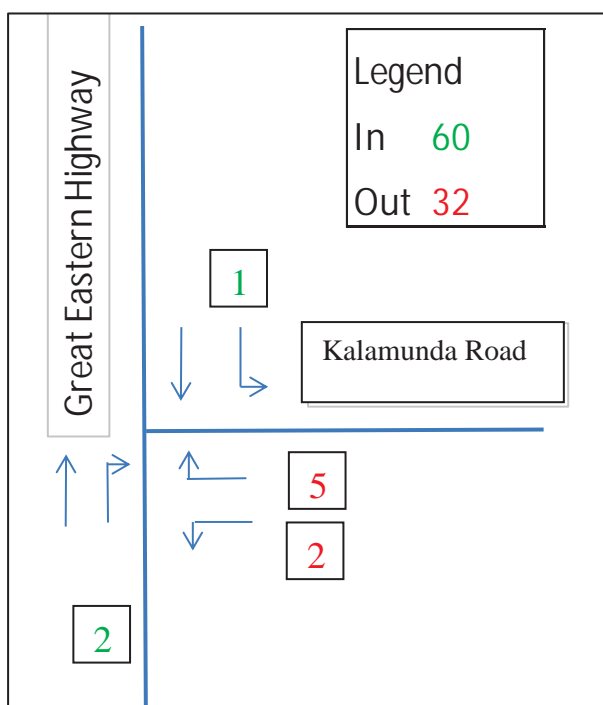 Great Eastern Highway
Legend
In 60
Out 32
1
Kalamunda Road
5
2
2